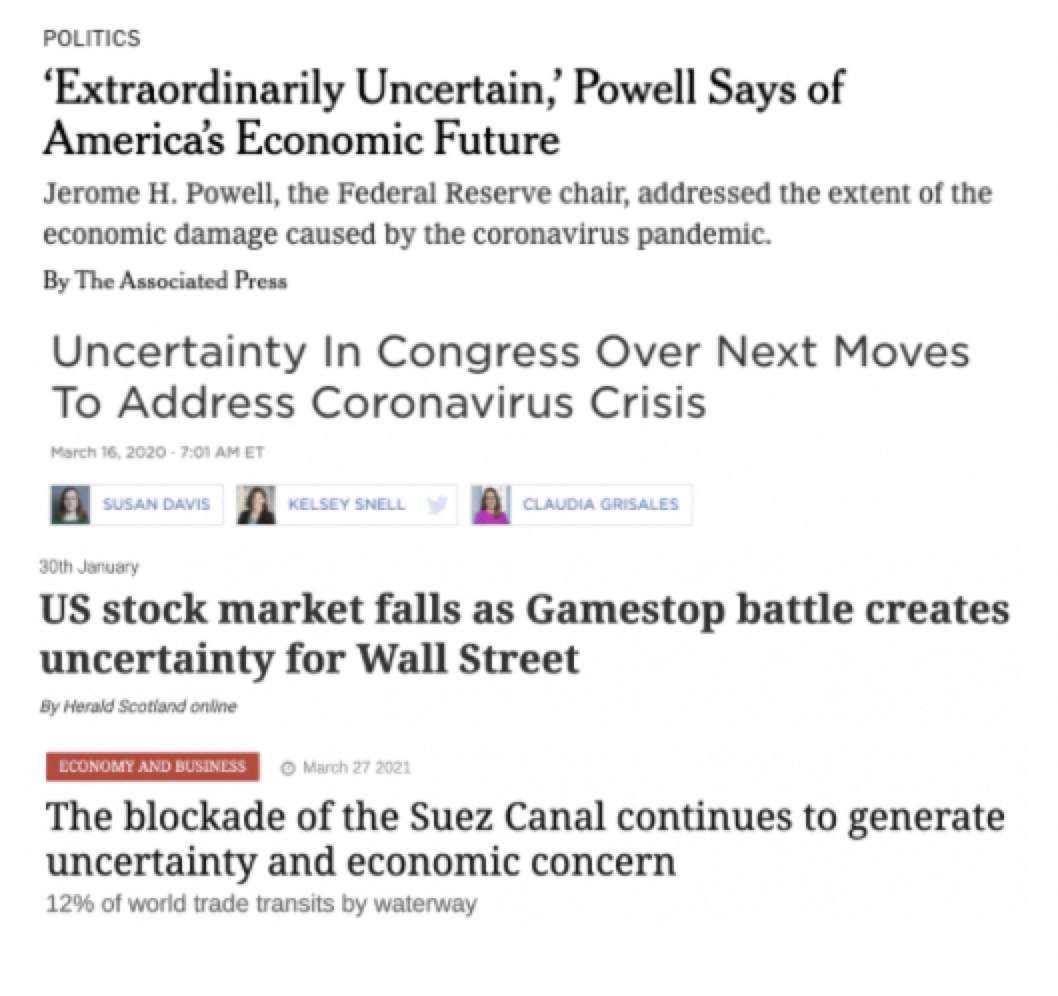 POLITICS
‘Extraordinarily Uncertain,’ Powell Says of
America’s Economic Future
Jerome H. Powell, the Federal Reserve chair, addressed the extent of the
economic damage caused by the coronavirus pandemic.
By The Associated Press
Uncertainty In Congress Over Next Moves
To Address Coronavirus Crisis
March 16, 2020 · 7:01 AM ET
SUSAN DAVIS KELSEY SNELL CLAUDIA GRISALES
30th January
US stock market falls as Gamestop battle creates
uncertainty for Wall Street
By Herald Scotland online
ECONOMY AND BUSINESS March 27 2021
The blockade of the Suez Canal continues to generate
uncertainty and economic concern
12% of world trade transits by waterway